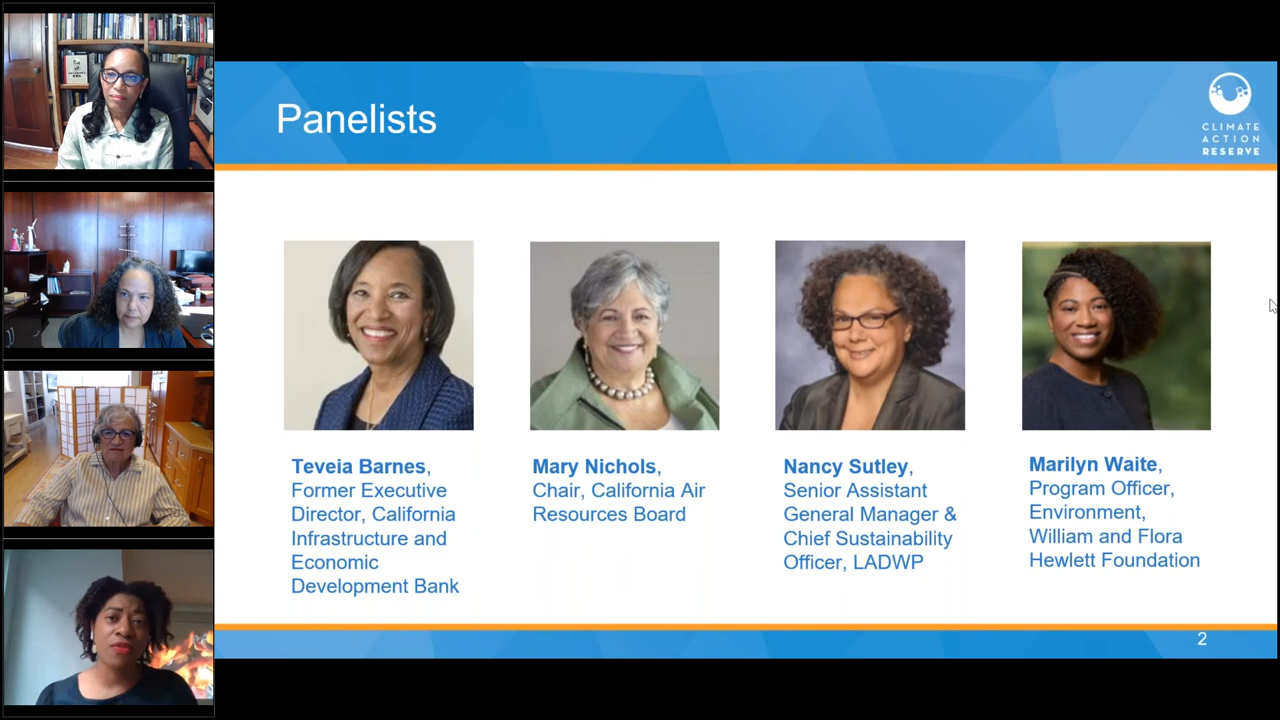 Panelists
CLIMATE
ACTION
RESERVE
Teveia Barnes,
Former Executive
Director, California
Infrastructure and
Economic
Development Bank
Mary Nichols,
Chair, California Air
Resources Board
Nancy Sutley,
Senior Assistant
General Manager &
Chief Sustainability
Officer, LADWP
Marilyn Waite,
Program Officer,
Environment,
William and Flora
Hewlett Foundation
2